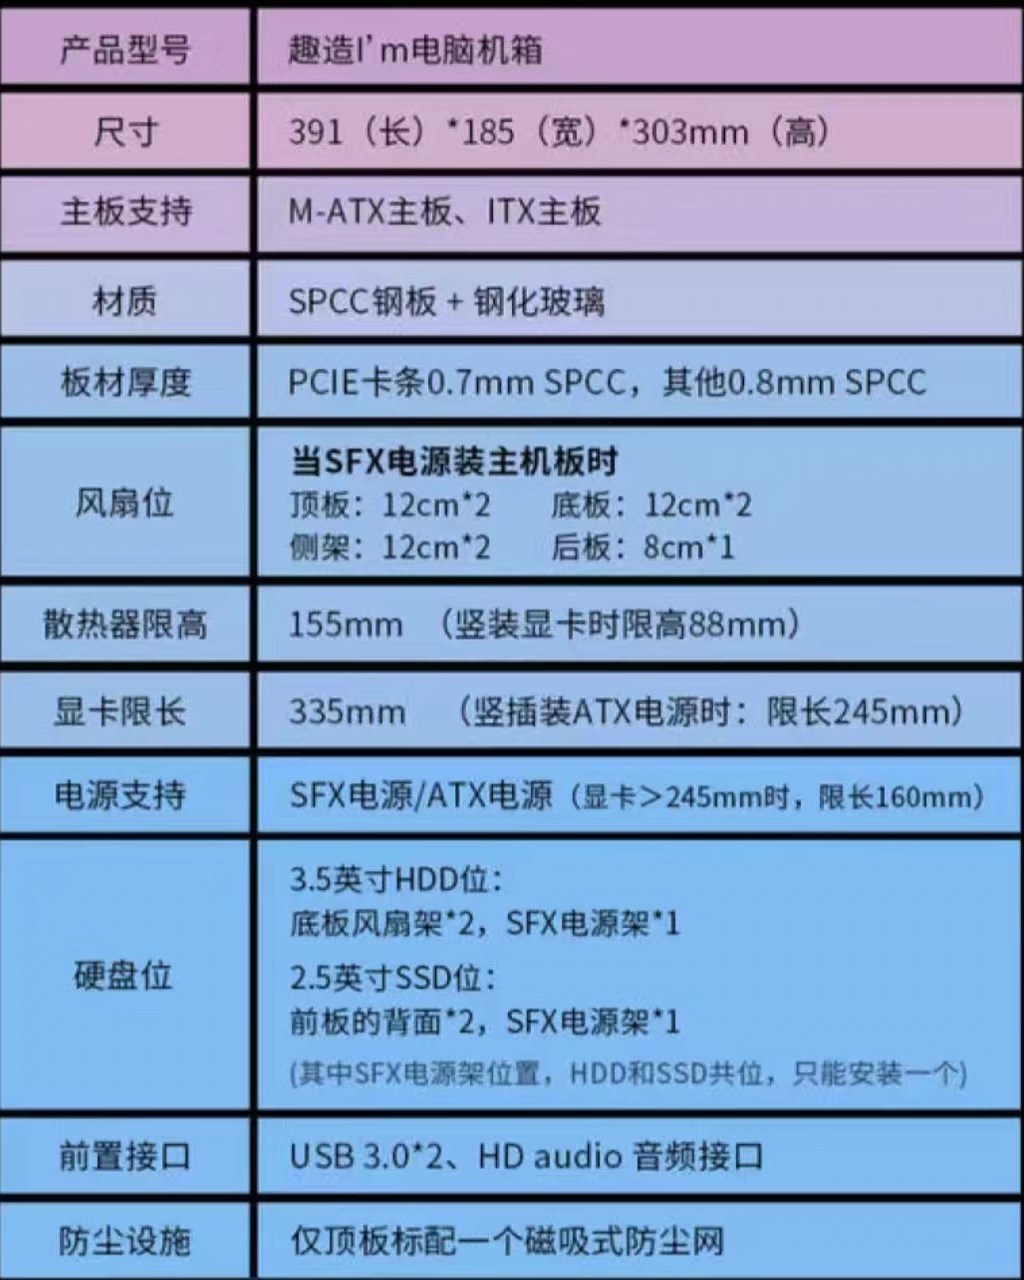 产品型号
趣造I'm电脑机箱
尺寸
391（长）*185（宽）*303mm（高）
主板支持
M-ATX主板、ITX主板
材质
SPCC钢板 + 钢化玻璃
板材厚度
PCIE卡条0.7mm SPCC，其他0.8mm SPCC
风扇位
当SFX电源装主机板时
顶板：12cm*2 底板：12cm*2
侧架：12cm*2 后板：8cm*1
散热器限高
155mm （竖装显卡时限高88mm）
显卡限长
335mm （竖插装ATX电源时：限长245mm）
电源支持
SFX电源/ATX电源（显卡＞245mm时，限长160mm）
硬盘位
3.5英寸HDD位：
底板风扇架*2，SFX电源架*1
2.5英寸SSD位：
前板的背面*2，SFX电源架*1
(其中SFX电源架位置，HDD和SSD共位，只能安装一个)
前置接口
USB 3.0*2、HD audio 音频接口
防尘设施
仅顶板标配一个磁吸式防尘网